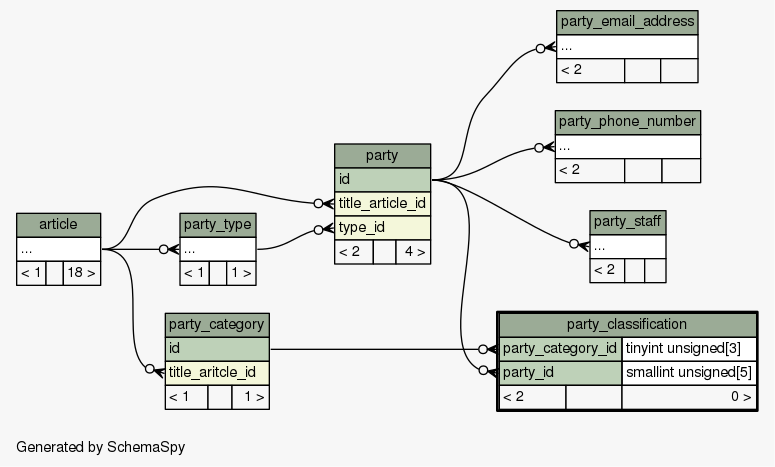 party_email_address
...
< 2
party_phone_number
...
< 2
party
id
title_article_id
type_id
< 2 4 >
article
...
< 1 18 >
party_type
...
< 1 1 >
party_staff
...
< 2
party_category
id
title_aritcle_id
< 1 1 >
party_classification
party_category_id tinyint unsigned[3]
party_id smallint unsigned[5]
< 2 0 >
Generated by SchemaSpy